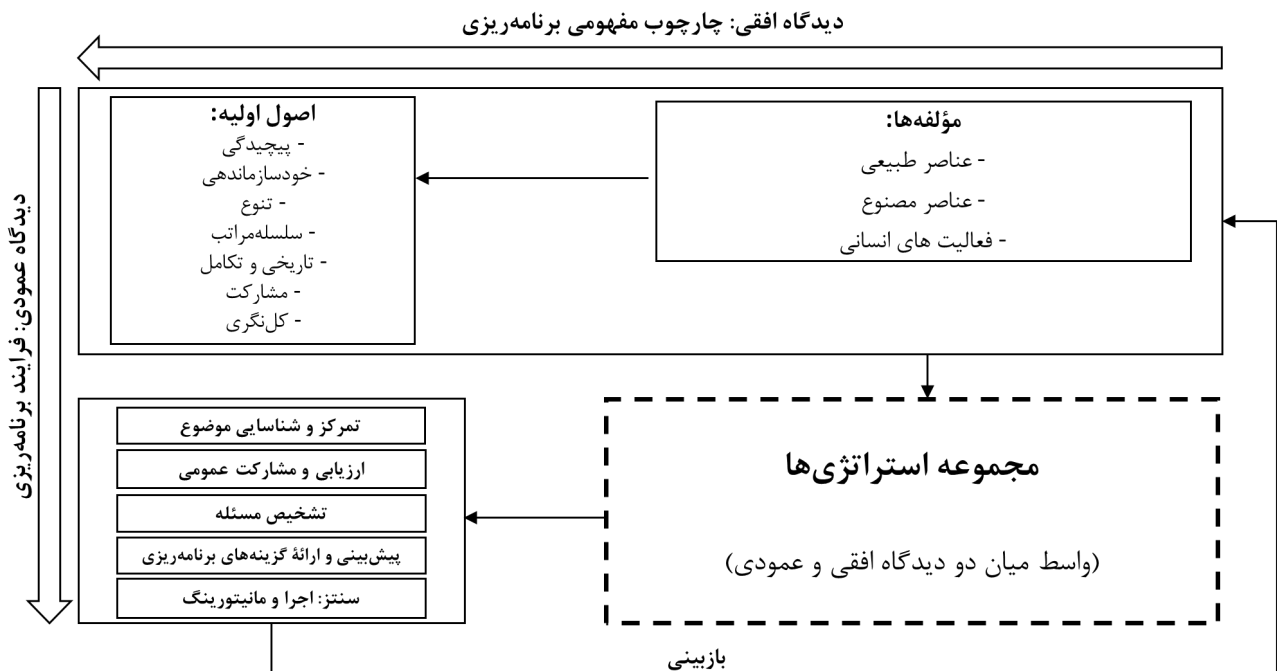 دیدگاه افقی: چارچوب مفهومی برنامه‌ریزی
دیدگاه عمودی: فرایند برنامه‌ریزی
مؤلفه‌ها:
- عناصر طبیعی
- عناصر مصنوع
- فعالیت های انسانی
اصول اولیه:
- پیچیدگی
- خودسازماندهی
- تنوع
- سلسله‌مراتب
- تاریخی و تکامل
- مشارکت
- کل‌نگری
مجموعه استراتژی‌ها
(واسط میان دو دیدگاه افقی و عمودی)
تمرکز و شناسایی موضوع
ارزیابی و مشارکت عمومی
تشخیص مسئله
پیش‌بینی و ارائهٔ گزینه‌های برنامه‌ریزی
سنتز: اجرا و مانیتورینگ
بازبینی